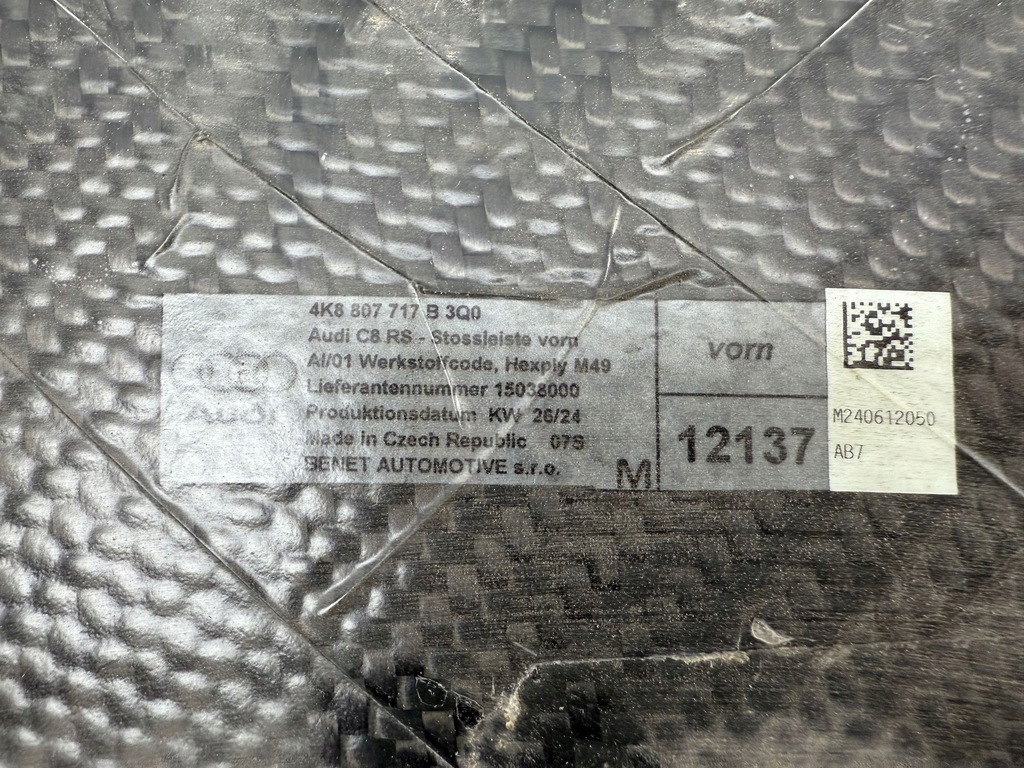 4K8 807 717 B 3Q0
Audi C8 RS - Stossleiste vorn
AI/01 Werkstoffcode, Hexply M49
Lieferantennummer 15038000
Produktionsdatum KW 26/24
Made in Czech Republic 07S
BENET AUTOMOTIVE s.r.o.
M
Audi
vorn
12137
M240612050
AB7